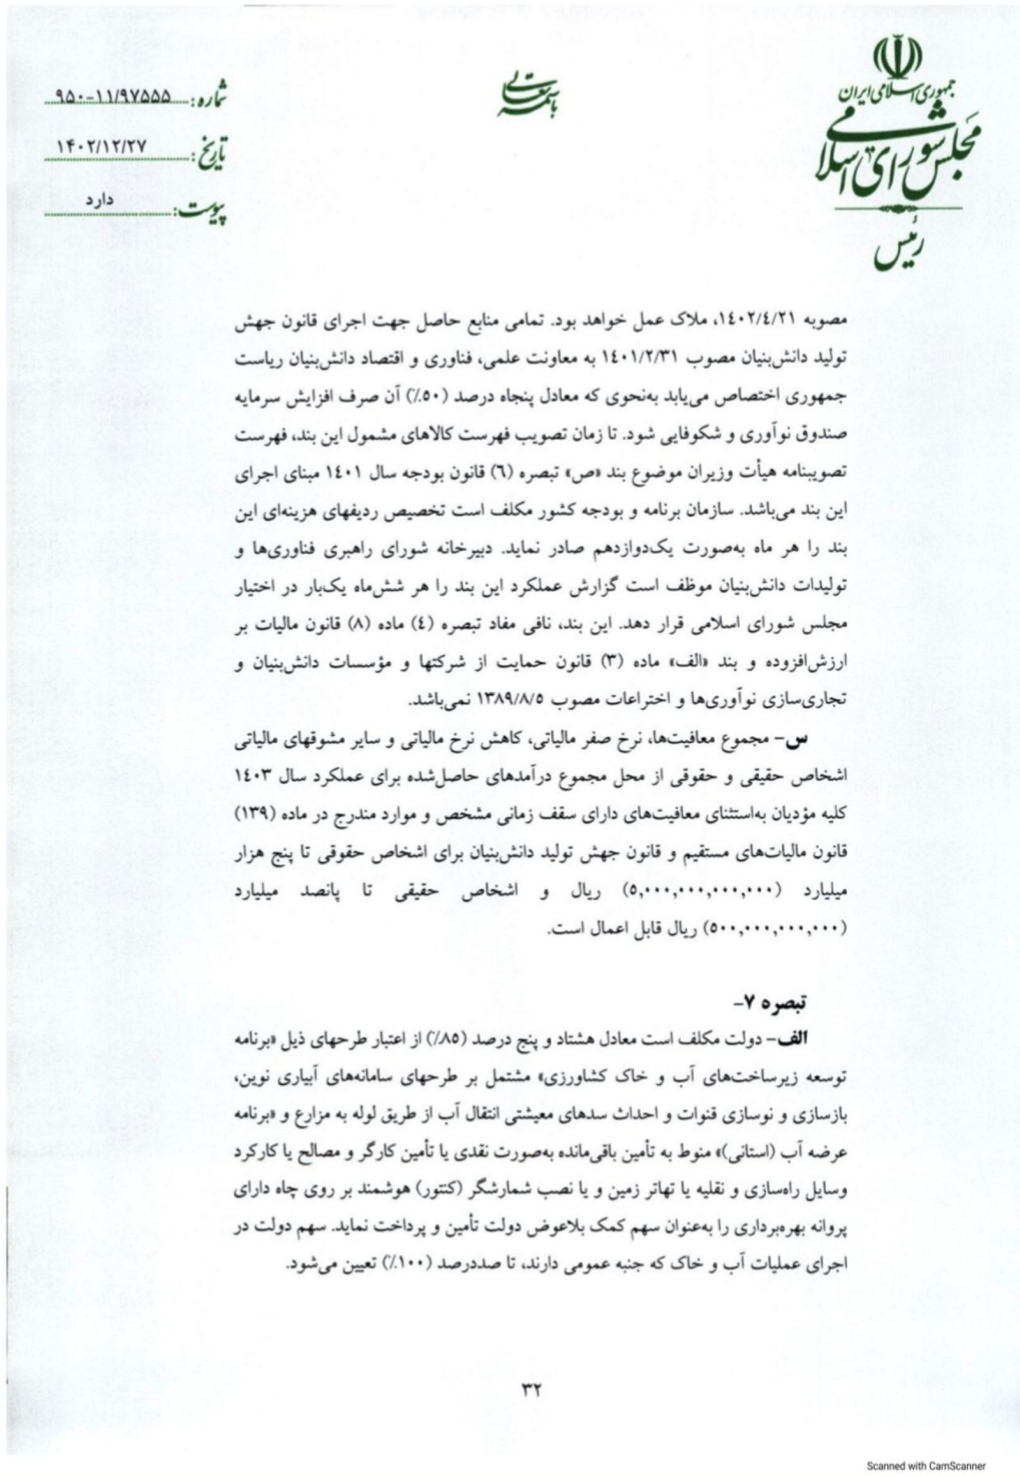 جمهوری اسلامی ایران
مجلس شورای اسلامی
رئیس
باسمه تعالی
شماره: ۹۵۰-۱۱/۹۷۵۵۵
تاریخ: ۱۴۰۲/۱۲/۲۷
پیوست: دارد
مصوبه ۱٤۰۲/٤/۲۱، ملاک عمل خواهد بود. تمامی منابع حاصل جهت اجرای قانون جهش
تولید دانش‌بنیان مصوب ۱٤۰۱/۲/۳۱ به معاونت علمی، فناوری و اقتصاد دانش‌بنیان ریاست
جمهوری اختصاص می‌یابد به‌نحوی که معادل پنجاه درصد (۵۰٪) آن صرف افزایش سرمایه
صندوق نوآوری و شکوفایی شود. تا زمان تصویب فهرست کالاهای مشمول این بند، فهرست
تصویبنامه هیأت وزیران موضوع بند «ص» تبصره (٦) قانون بودجه سال ۱٤۰۱ مبنای اجرای
این بند می‌باشد. سازمان برنامه و بودجه کشور مکلف است تخصیص ردیفهای هزینه‌ای این
بند را هر ماه به‌صورت یک‌دوازدهم صادر نماید. دبیرخانه شورای راهبری فناوری‌ها و
تولیدات دانش‌بنیان موظف است گزارش عملکرد این بند را هر شش‌ماه یک‌بار در اختیار
مجلس شورای اسلامی قرار دهد. این بند، نافی مفاد تبصره (٤) ماده (۸) قانون مالیات بر
ارزش‌افزوده و بند «الف» ماده (۳) قانون حمایت از شرکتها و مؤسسات دانش‌بنیان و
تجاری‌سازی نوآوری‌ها و اختراعات مصوب ۱۳۸۹/۸/۵ نمی‌باشد.
س- مجموع معافیت‌ها، نرخ صفر مالیاتی، کاهش نرخ مالیاتی و سایر مشوقهای مالیاتی
اشخاص حقیقی و حقوقی از محل مجموع درآمدهای حاصل‌شده برای عملکرد سال ۱٤۰۳
کلیه مؤدیان به‌استثنای معافیت‌های دارای سقف زمانی مشخص و موارد مندرج در ماده (۱۳۹)
قانون مالیات‌های مستقیم و قانون جهش تولید دانش‌بنیان برای اشخاص حقوقی تا پنج هزار
میلیارد (۵,۰۰۰,۰۰۰,۰۰۰,۰۰۰) ریال و اشخاص حقیقی تا پانصد میلیارد
(۵۰۰,۰۰۰,۰۰۰,۰۰۰) ریال قابل اعمال است.
تبصره ۷-
الف- دولت مکلف است معادل هشتاد و پنج درصد (۸۵٪) از اعتبار طرحهای ذیل «برنامه
توسعه زیرساخت‌های آب و خاک کشاورزی» مشتمل بر طرحهای سامانه‌های آبیاری نوین،
بازسازی و نوسازی قنوات و احداث سدهای معیشتی انتقال آب از طریق لوله به مزارع و «برنامه
عرضه آب (استانی)» منوط به تأمین باقی‌مانده به‌صورت نقدی یا تأمین کارگر و مصالح یا کارکرد
وسایل راه‌سازی و نقلیه یا تهاتر زمین و یا نصب شمارشگر (کنتور) هوشمند بر روی چاه دارای
پروانه بهره‌برداری را به‌عنوان سهم کمک بلاعوض دولت تأمین و پرداخت نماید. سهم دولت در
اجرای عملیات آب و خاک که جنبه عمومی دارند، تا صددرصد (۱۰۰٪) تعیین می‌شود.
۳۲
Scanned with CamScanner